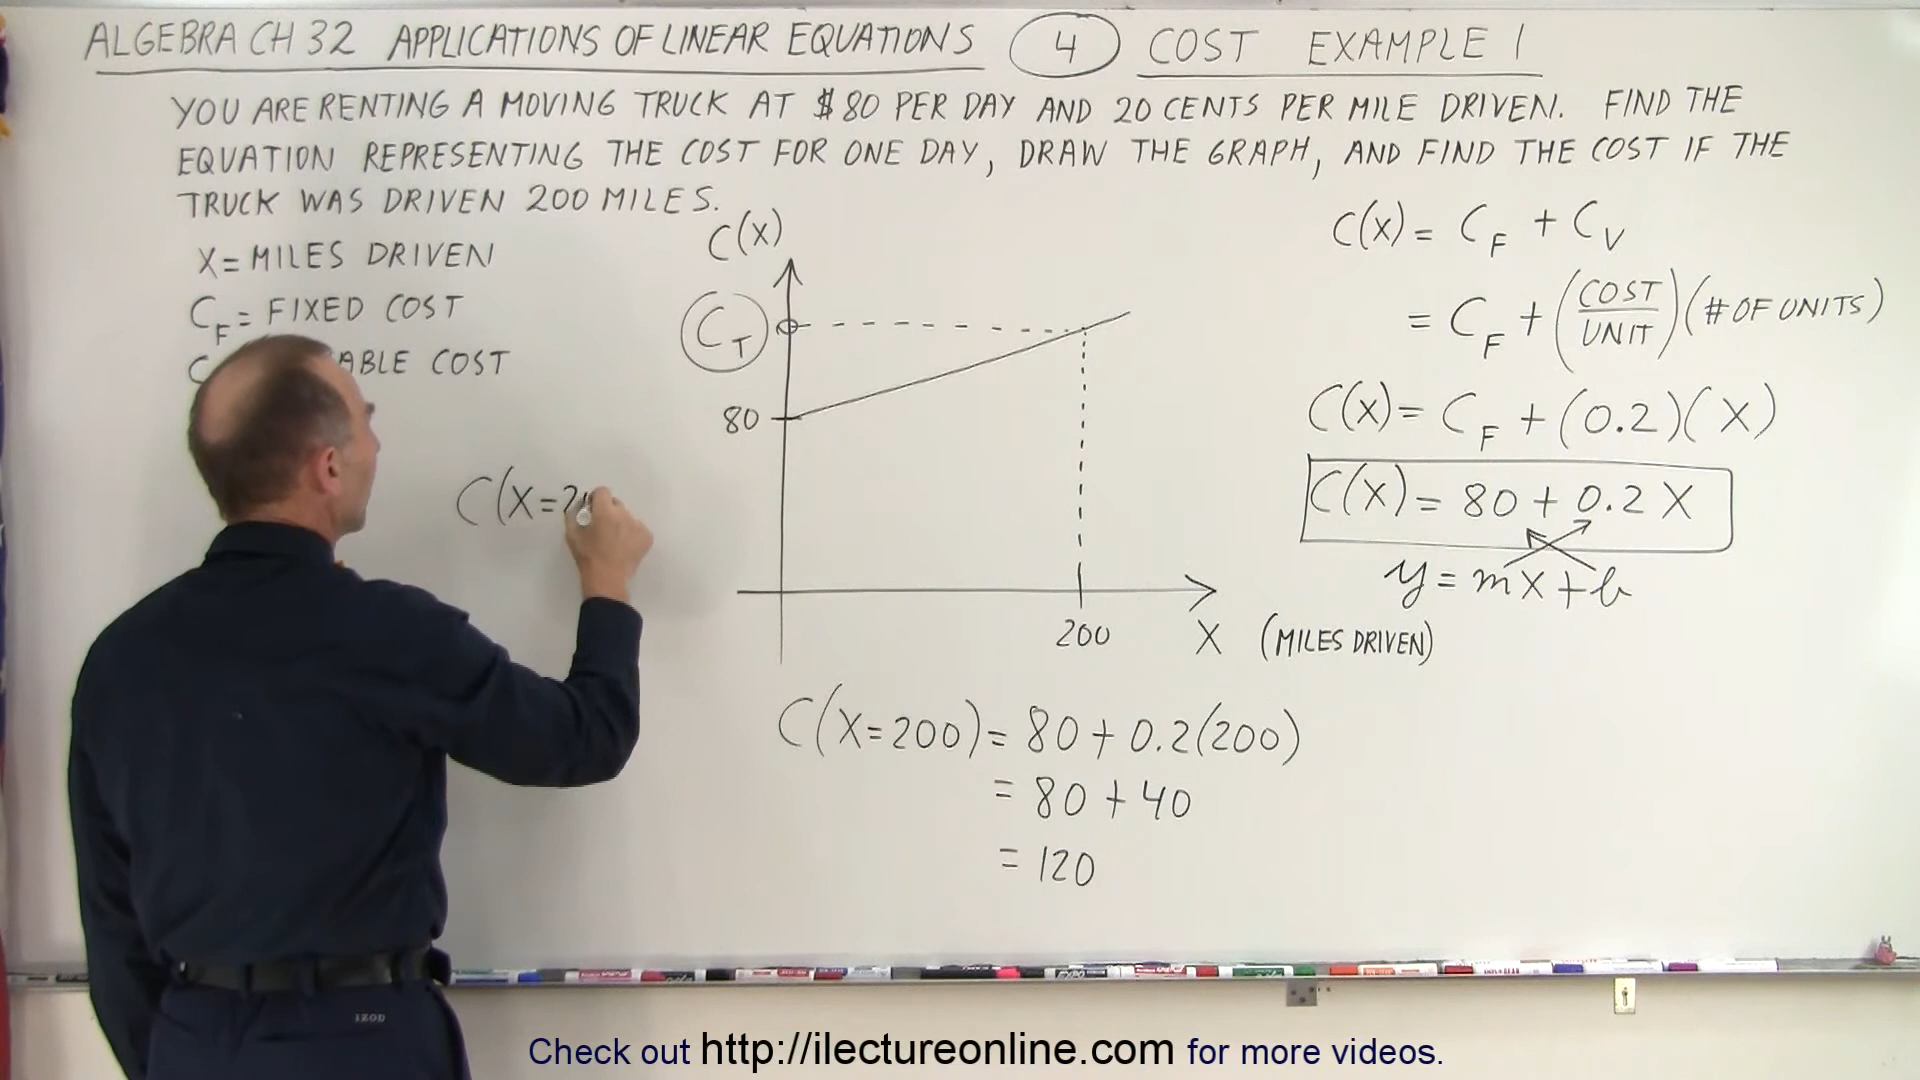 ALGEBRA CH 32 APPLICATIONS OF LINEAR EQUATIONS 4 COST EXAMPLE 1
YOU ARE RENTING A MOVING TRUCK AT $80 PER DAY AND 20 CENTS PER MILE DRIVEN. FIND THE
EQUATION REPRESENTING THE COST FOR ONE DAY, DRAW THE GRAPH, AND FIND THE COST IF THE
TRUCK WAS DRIVEN 200 MILES.
X = MILES DRIVEN
C_F = FIXED COST
COST
C(X)
C_T
80
200
X (MILES DRIVEN)
C(X=
C(X) = C_F + C_V
= C_F + (COST/UNIT)(# OF UNITS)
C(X) = C_F + (0.2)(X)
C(X) = 80 + 0.2 X
y = mx + b
C(X=200) = 80 + 0.2(200)
= 80 + 40
= 120
IZOD
EXPO
Check out http://ilectureonline.com for more videos.